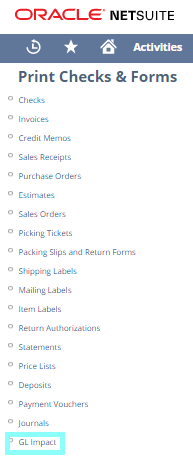 ORACLE NETSUITE
Activities
Print Checks & Forms
Checks
Invoices
Credit Memos
Sales Receipts
Purchase Orders
Estimates
Sales Orders
Picking Tickets
Packing Slips and Return Forms
Shipping Labels
Mailing Labels
Item Labels
Return Authorizations
Statements
Price Lists
Deposits
Payment Vouchers
Journals
GL Impact